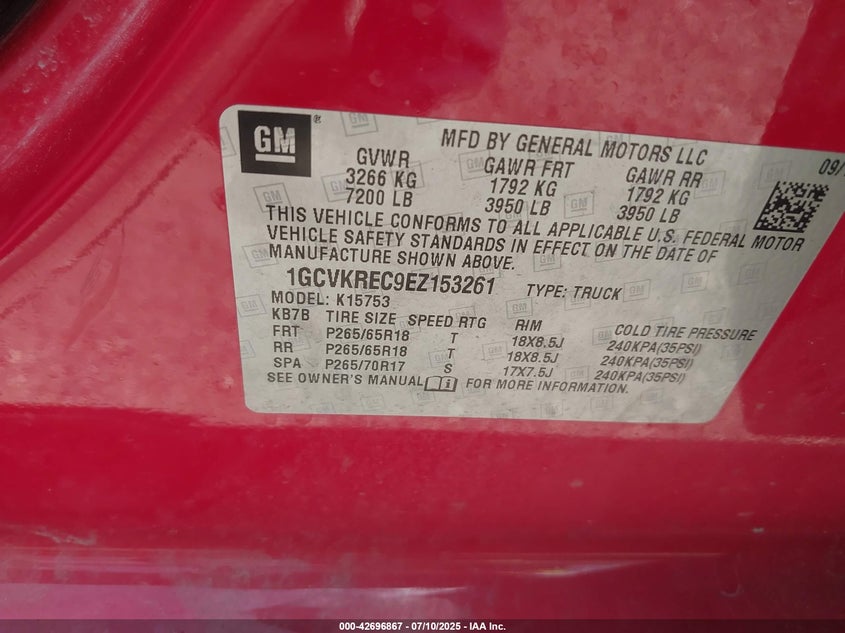 GM ®
MFD BY GENERAL MOTORS LLC
09/
GVWR GAWR FRT GAWR RR
3266 KG 1792 KG 1792 KG
7200 LB 3950 LB 3950 LB
THIS VEHICLE CONFORMS TO ALL APPLICABLE U.S. FEDERAL MOTOR
VEHICLE SAFETY STANDARDS IN EFFECT ON THE DATE OF
MANUFACTURE SHOWN ABOVE.
1GCVKREC9EZ153261 TYPE: TRUCK
MODEL: K15753
KB7B TIRE SIZE SPEED RTG RIM COLD TIRE PRESSURE
FRT P265/65R18 T 18X8.5J 240KPA(35PSI)
RR P265/65R18 T 18X8.5J 240KPA(35PSI)
SPA P265/70R17 S 17X7.5J 240KPA(35PSI)
SEE OWNER'S MANUAL FOR MORE INFORMATION.
000-42696867 - 07/10/2025 - IAA Inc.